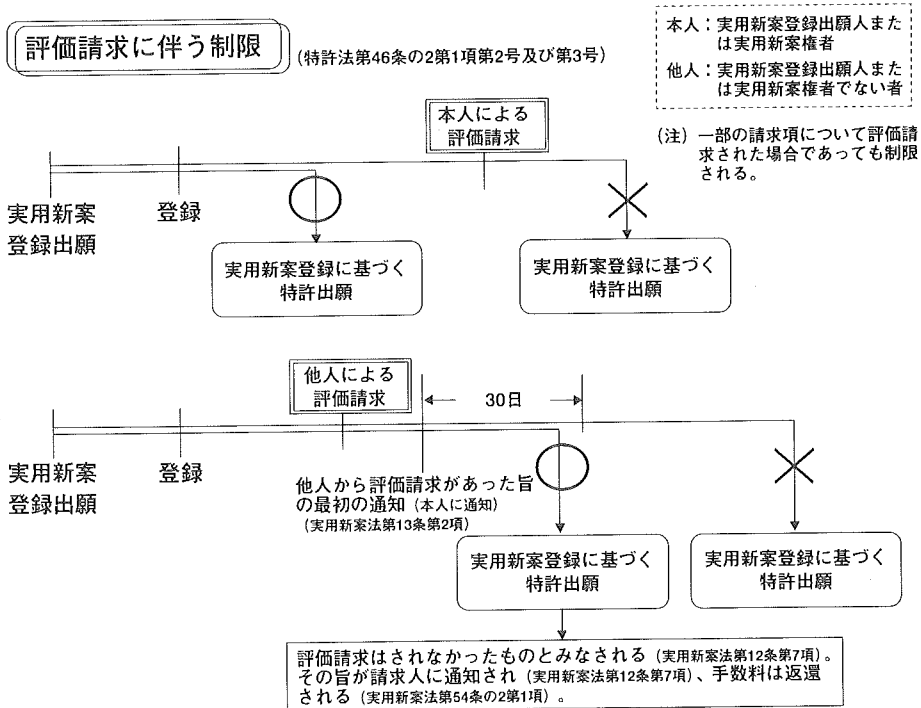 評価請求に伴う制限
(特許法第46条の2第1項第2号及び第3号)
本人：実用新案登録出願人また
は実用新案権者
他人：実用新案登録出願人また
は実用新案権者でない者
(注) 一部の請求項について評価請
求された場合であっても制限
される。
本人による
評価請求
実用新案
登録出願
登録
実用新案登録に基づく
特許出願
実用新案登録に基づく
特許出願
他人による
評価請求
30日
実用新案
登録出願
登録
他人から評価請求があった旨
の最初の通知 (本人に通知)
(実用新案法第13条第2項)
実用新案登録に基づく
特許出願
実用新案登録に基づく
特許出願
評価請求はされなかったものとみなされる (実用新案法第12条第7項)。
その旨が請求人に通知され (実用新案法第12条第7項)、手数料は返還
される (実用新案法第54条の2第1項) 。